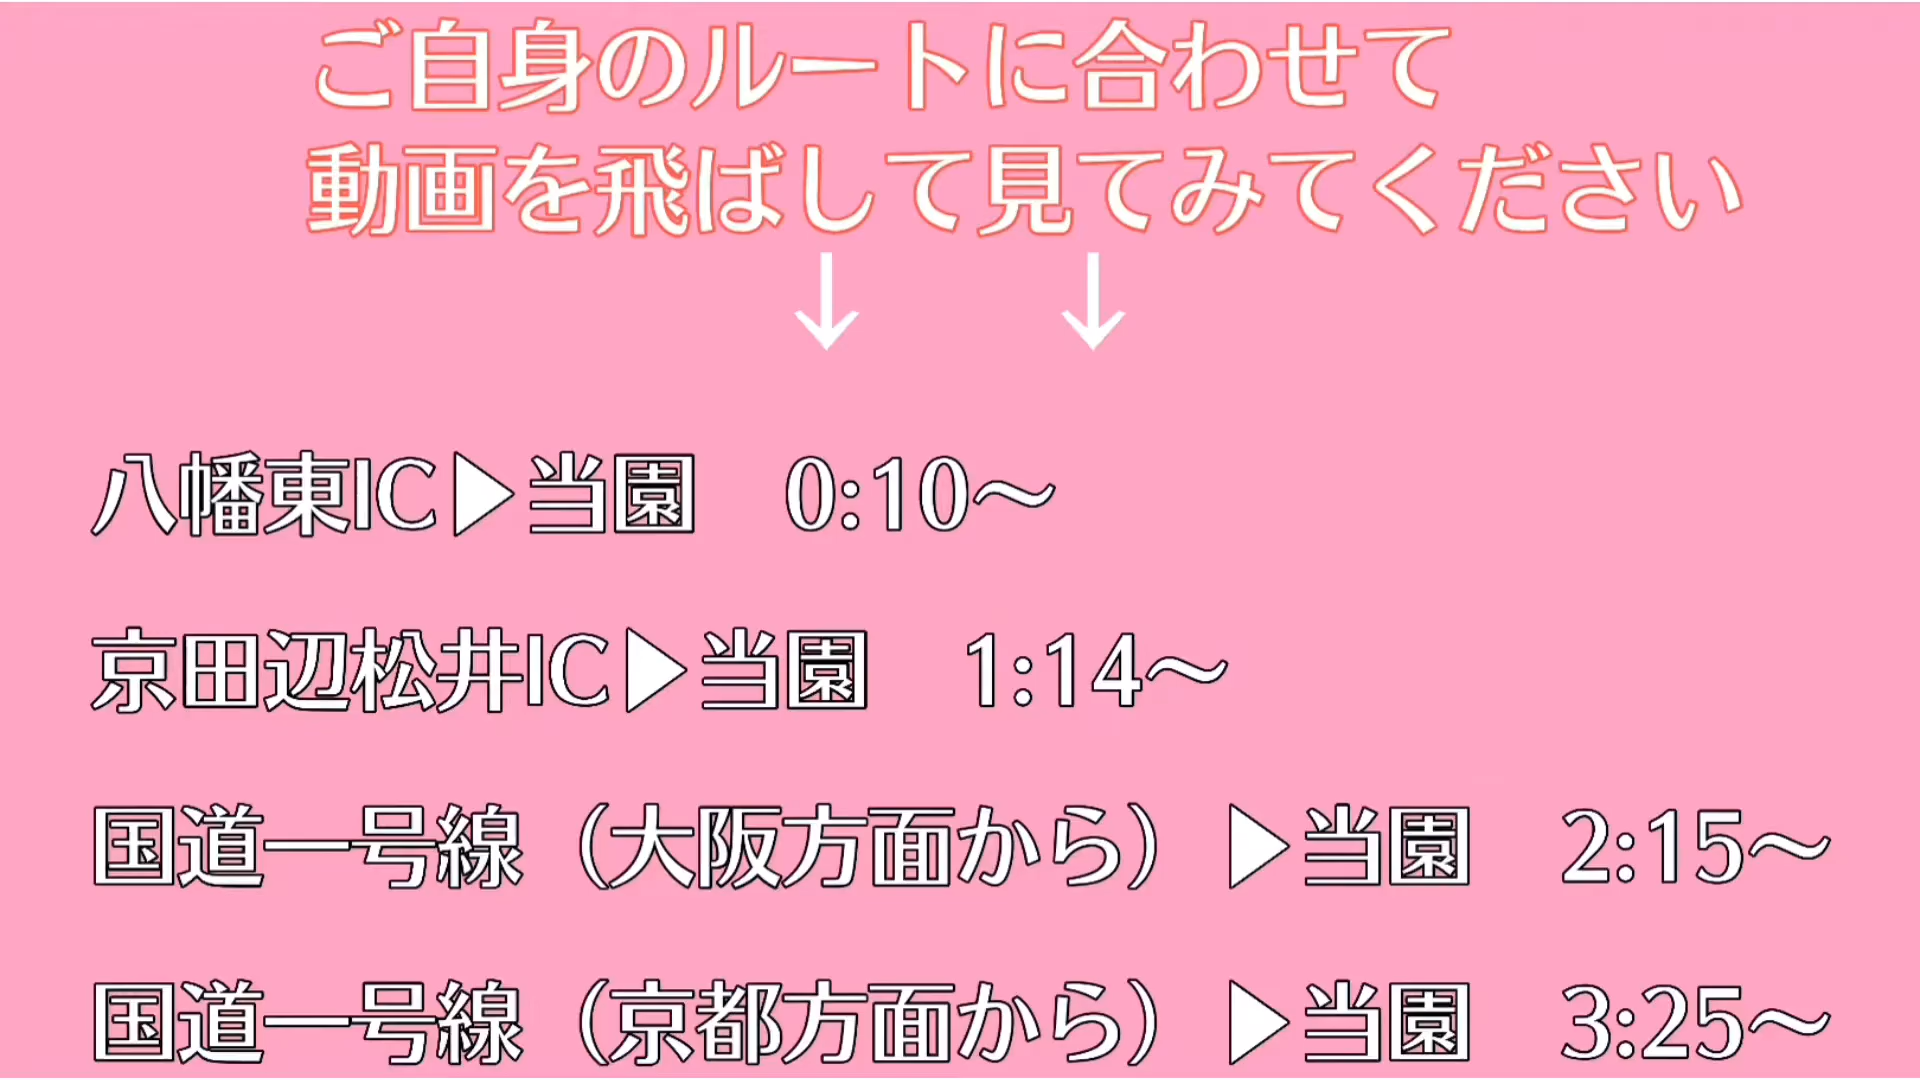 ご自身のルートに合わせて
動画を飛ばして見てみてください
↓ ↓
八幡東IC▶当園 0:10〜
京田辺松井IC▶当園 1:14〜
国道一号線（大阪方面から）▶当園 2:15〜
国道一号線（京都方面から）▶当園 3:25〜